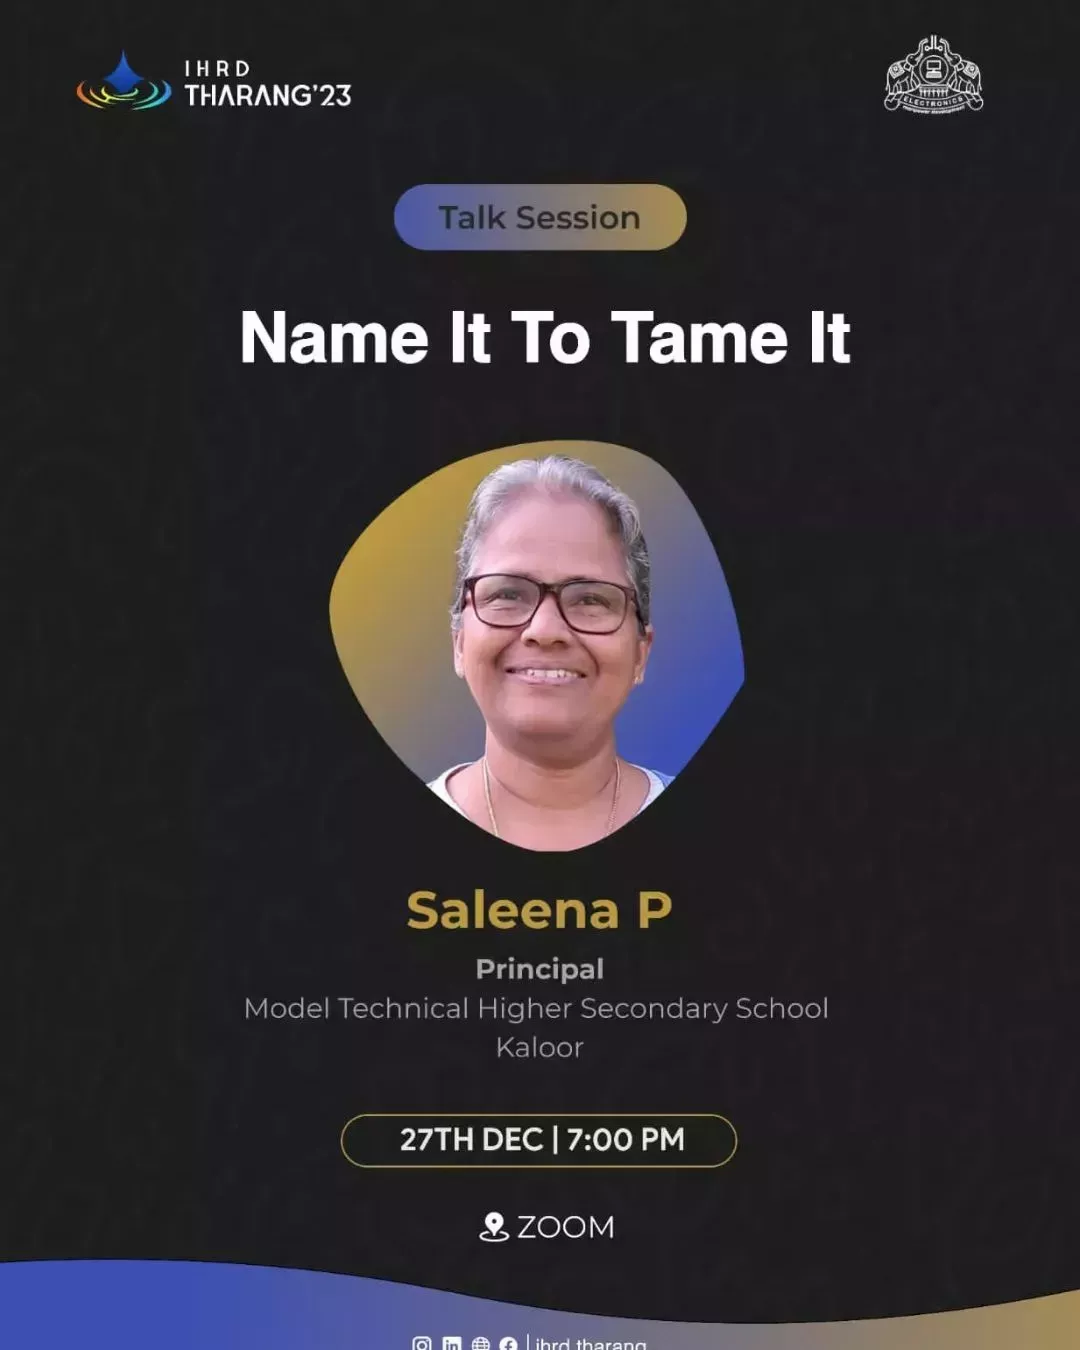 IHRD
THARANG'23
ELECTRONICS
Talk Session
Name It To Tame It
Saleena P
Principal
Model Technical Higher Secondary School
Kaloor
27TH DEC | 7:00 PM
ZOOM
ihrd.tharang